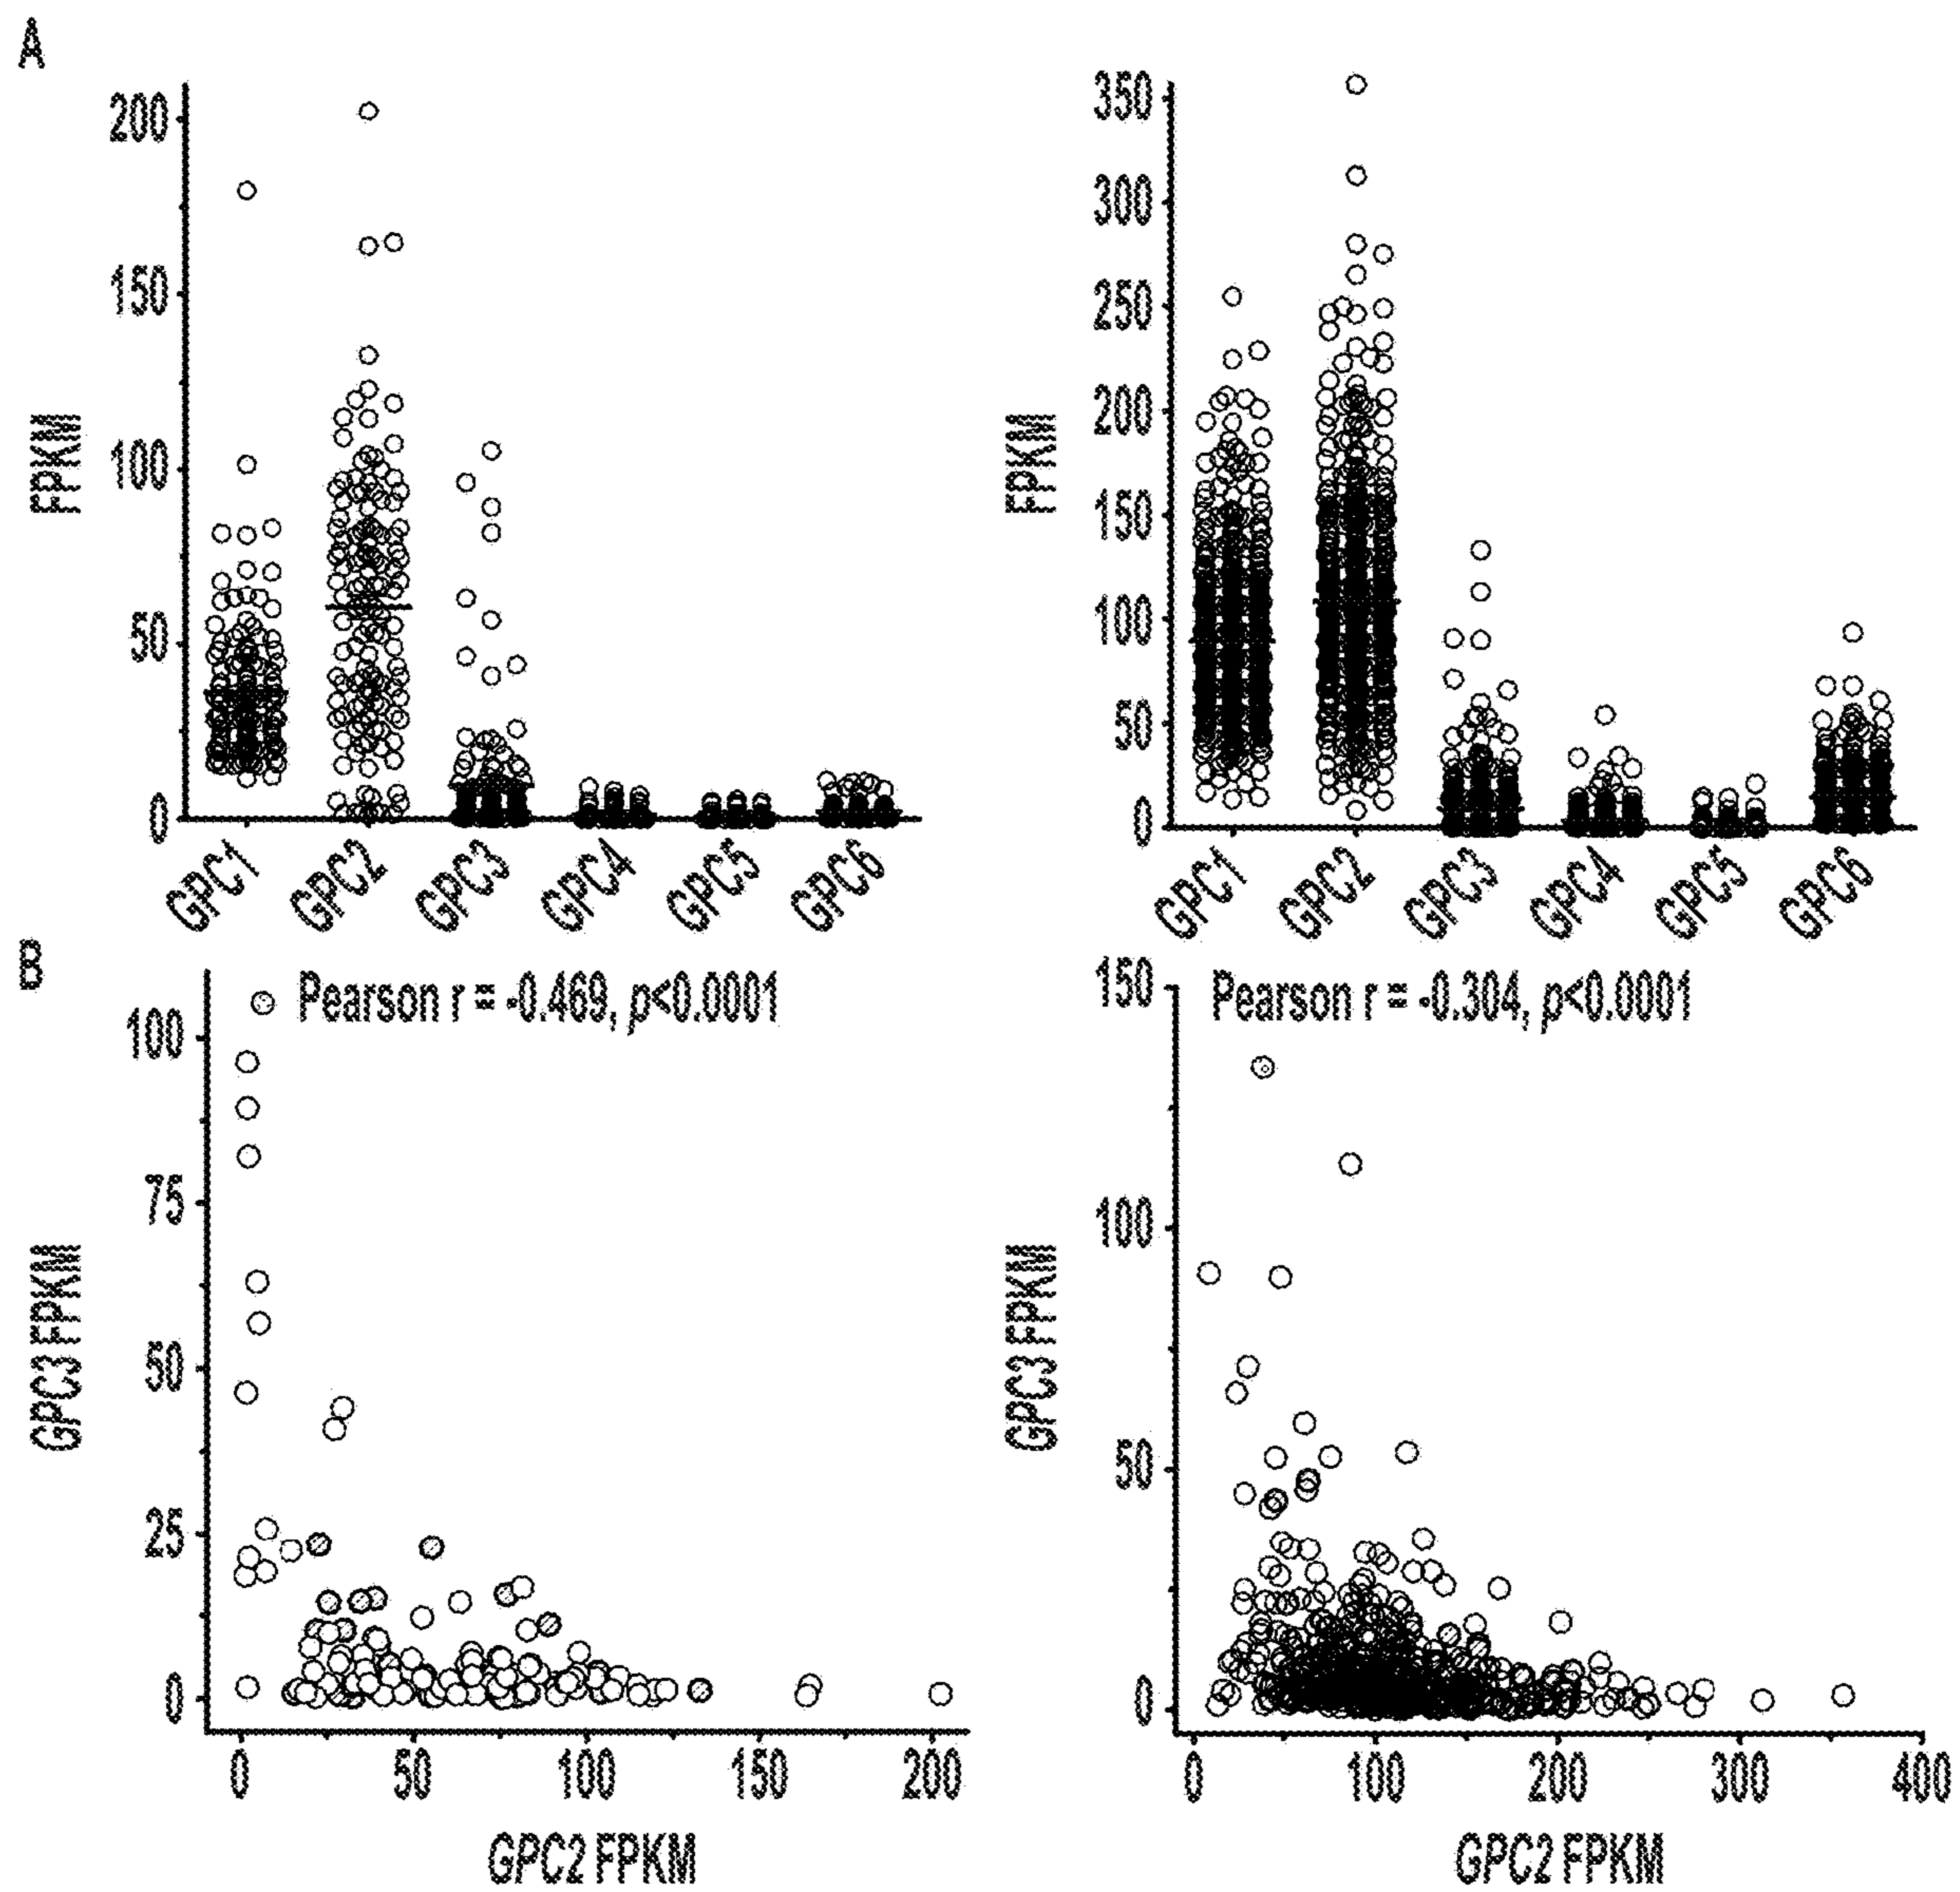 A
FPKM
200
150
100
50
0
GPC1 GPC2 GPC3 GPC4 GPC5 GPC6
FPKM
350
300
250
200
150
100
50
0
GPC1 GPC2 GPC3 GPC4 GPC5 GPC6
B
Pearson r = -0.469, p<0.0001
GPC3 FPKM
100
75
50
25
0
0 50 100 150 200
GPC2 FPKM
Pearson r = -0.304, p<0.0001
GPC3 FPKM
150
100
50
0
0 100 200 300 400
GPC2 FPKM